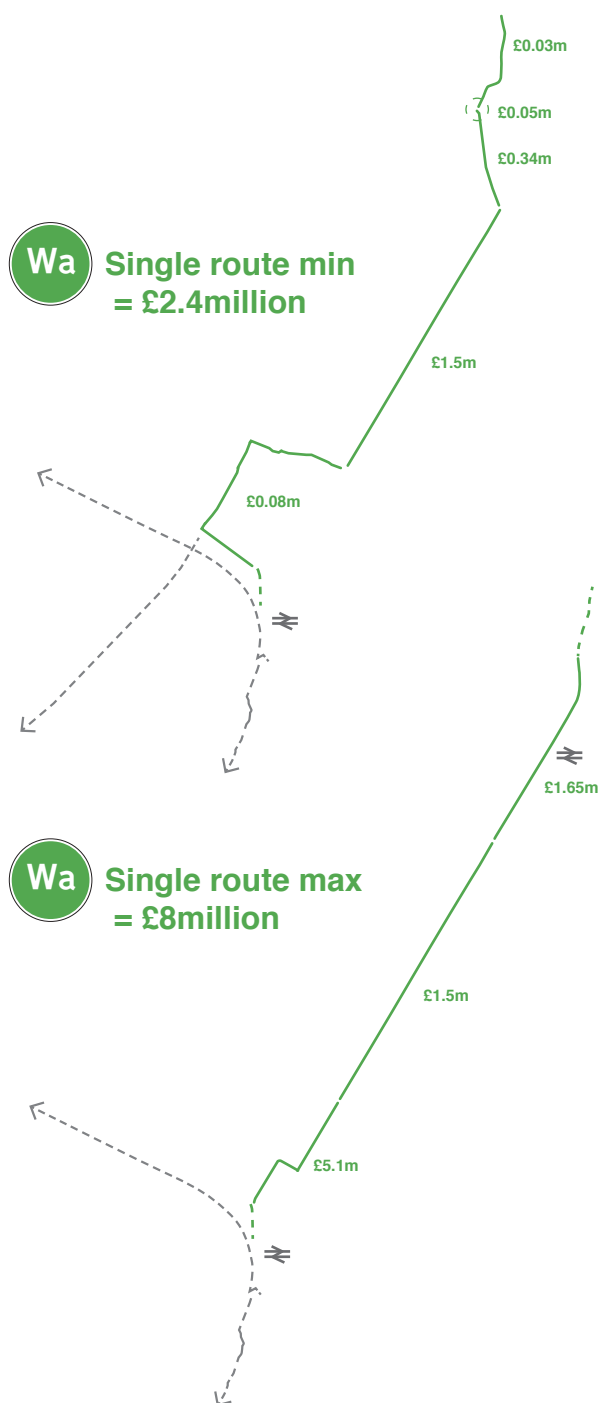 £0.03m
£0.05m
£0.34m
Wa
Single route min
= £2.4million
£1.5m
£0.08m
£1.65m
Wa
Single route max
= £8million
£1.5m
£5.1m